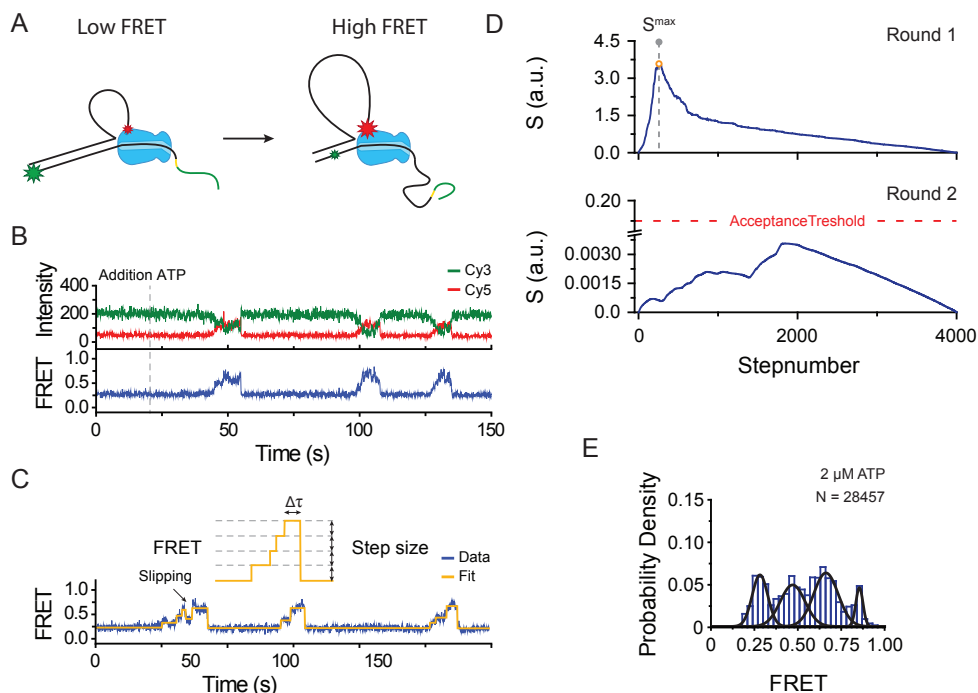 A
Low FRET
High FRET
B
Addition ATP
Cy3
Cy5
Intensity
400
200
0
FRET
1.0
0.5
0.0
0 50 100 150
Time (s)
C
Δτ
FRET
Step size
Slipping
Data
Fit
FRET
1.0
0.5
0.0
0 50 100 150
Time (s)
D
Smax
Round 1
S (a.u.)
4.5
3.0
1.5
0.0
Round 2
S (a.u.)
0.20
AcceptanceTreshold
0.0030
0.0015
0.00
0 2000 4000
Stepnumber
E
2 µM ATP
N = 28457
Probability Density
0.15
0.10
0.05
0.00
0 0.25 0.50 0.75 1.00
FRET